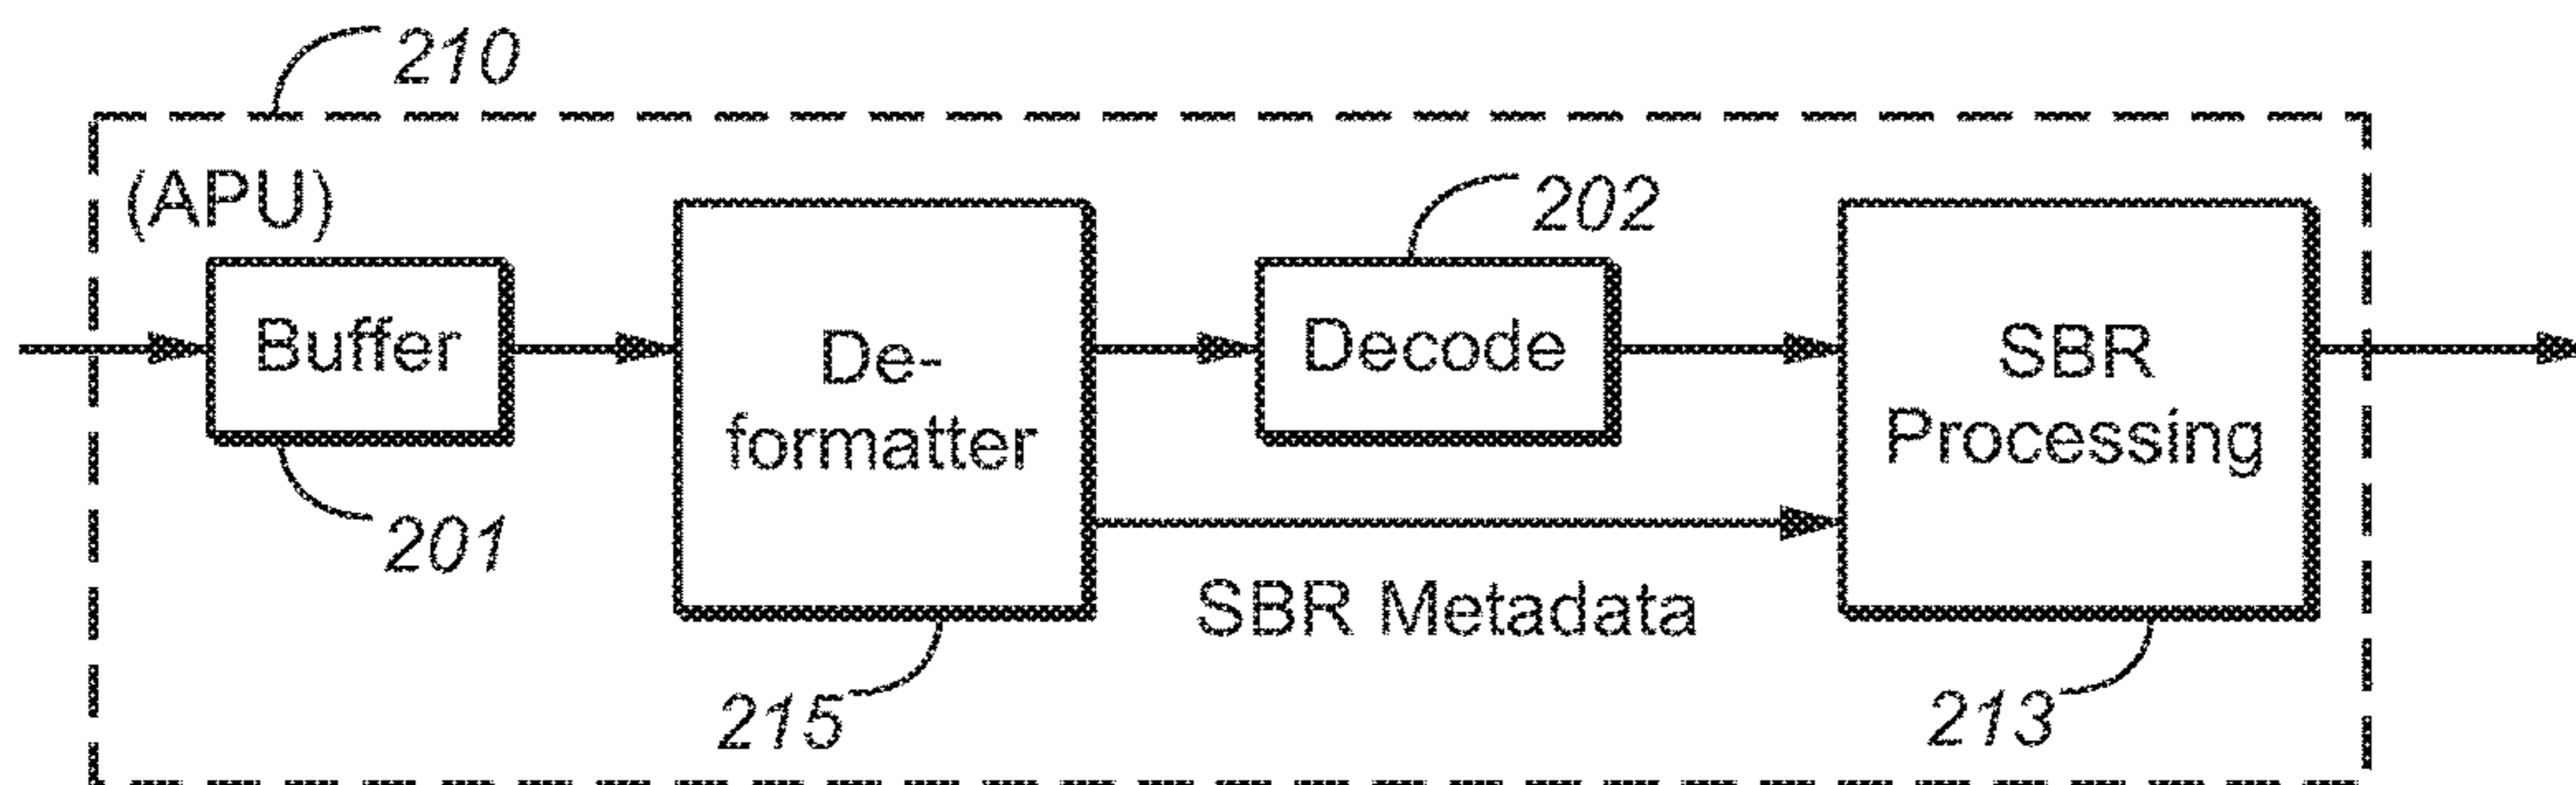 210
(APU)
202
Buffer
De-
formatter
Decode
SBR
Processing
201
SBR Metadata
215
213